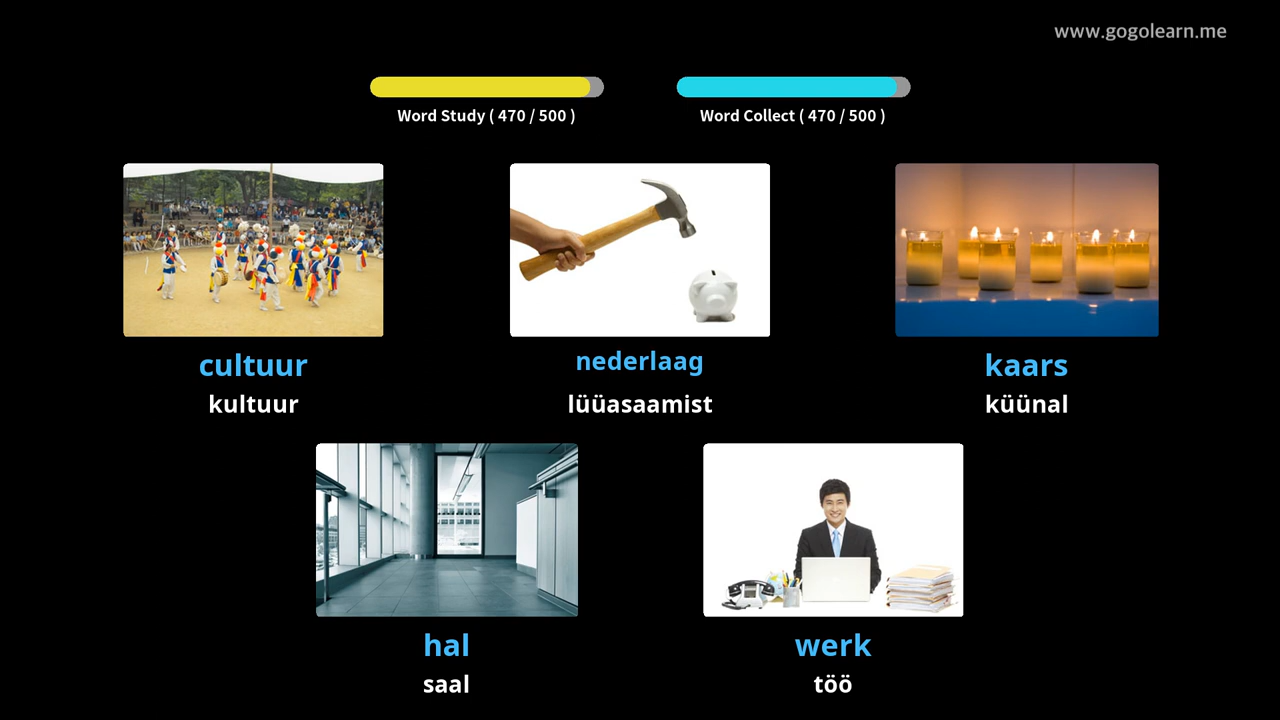 www.gogolearn.me
Word Study ( 470 / 500 )
Word Collect ( 470 / 500 )
cultuur
kultuur
nederlaag
lüüasaamist
kaars
küünal
hal
saal
werk
töö